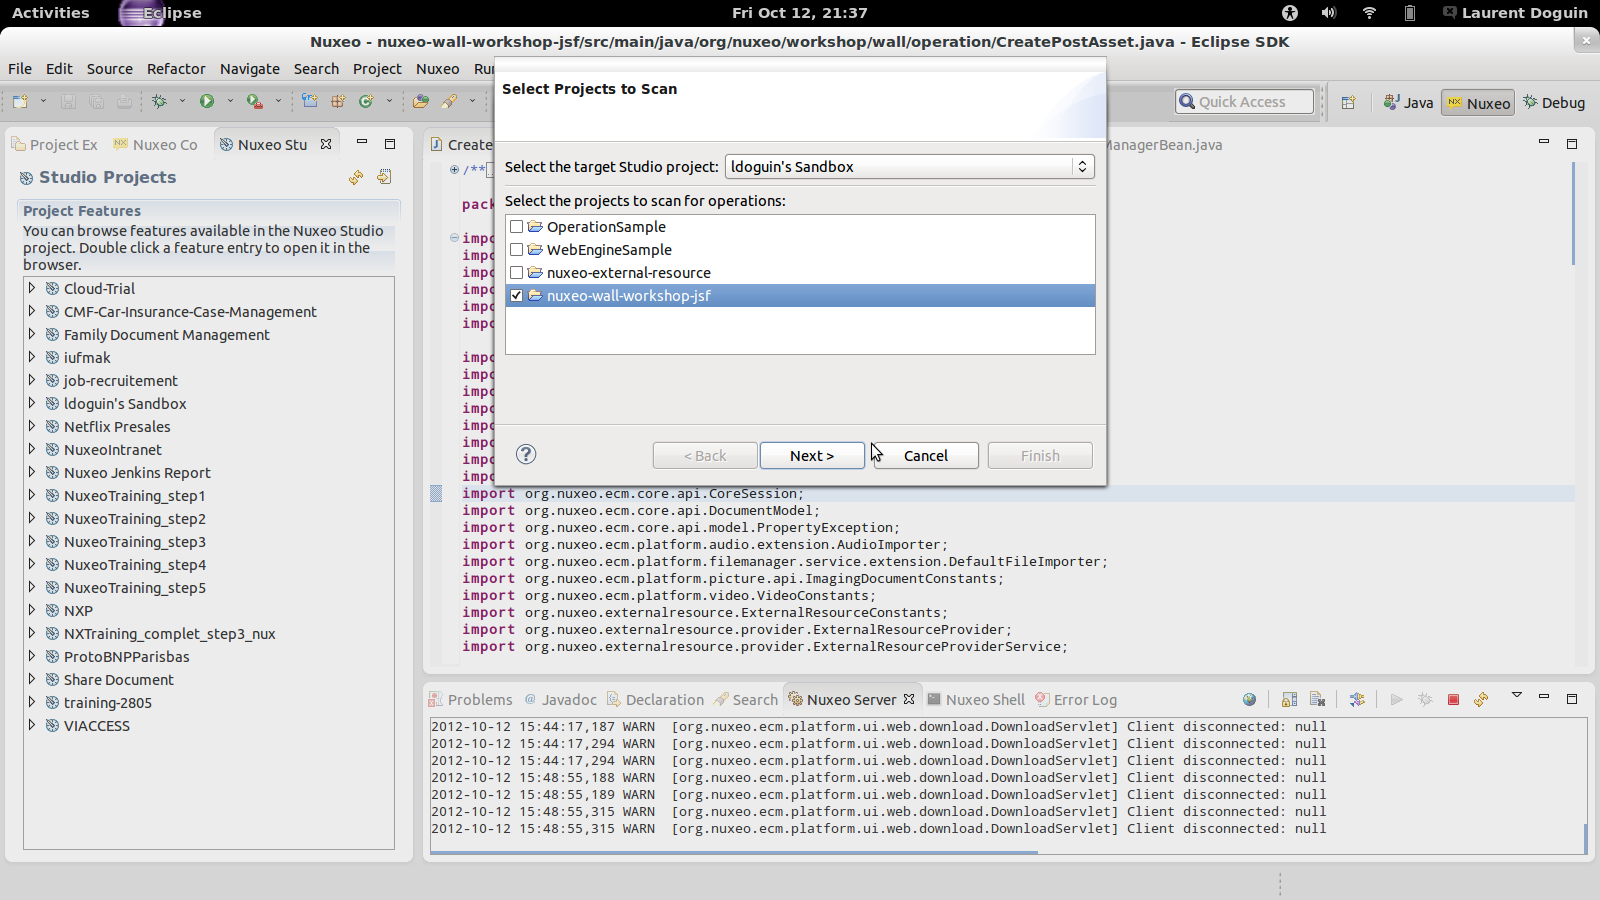 Activities
Eclipse
Fri Oct 12, 21:37
Laurent Doguin
Nuxeo - nuxeo-wall-workshop-jsf/src/main/java/org/nuxeo/workshop/wall/operation/CreatePostAsset.java - Eclipse SDK
File Edit Source Refactor Navigate Search Project Nuxeo Ru
Quick Access
Java
Nuxeo
Debug
Project Ex
Nuxeo Co
Nuxeo Stu
Studio Projects
Project Features
You can browse features available in the Nuxeo Studio
project. Double click a feature entry to open it in the
browser.
Cloud-Trial
CMF-Car-Insurance-Case-Management
Family Document Management
iufmak
job-recruitement
ldoguin's Sandbox
Netflix Presales
NuxeoIntranet
Nuxeo Jenkins Report
NuxeoTraining_step1
NuxeoTraining_step2
NuxeoTraining_step3
NuxeoTraining_step4
NuxeoTraining_step5
NXP
NXTraining_complet_step3_nux
ProtoBNPParisbas
Share Document
training-2805
VIACCESS
Create
ManagerBean.java
/**
pack
impo
impo
impo
impo
impo
impo
impo
impo
impo
impo
impo
impo
impo
impo
import org.nuxeo.ecm.core.api.CoreSession;
import org.nuxeo.ecm.core.api.DocumentModel;
import org.nuxeo.ecm.core.api.model.PropertyException;
import org.nuxeo.ecm.platform.audio.extension.AudioImporter;
import org.nuxeo.ecm.platform.filemanager.service.extension.DefaultFileImporter;
import org.nuxeo.ecm.platform.picture.api.ImagingDocumentConstants;
import org.nuxeo.ecm.platform.video.VideoConstants;
import org.nuxeo.externalresource.ExternalResourceConstants;
import org.nuxeo.externalresource.provider.ExternalResourceProvider;
import org.nuxeo.externalresource.provider.ExternalResourceProviderService;
Select Projects to Scan
Select the target Studio project: ldoguin's Sandbox
Select the projects to scan for operations:
OperationSample
WebEngineSample
nuxeo-external-resource
nuxeo-wall-workshop-jsf
?
< Back
Next >
Cancel
Finish
Problems
@ Javadoc
Declaration
Search
Nuxeo Server
Nuxeo Shell
Error Log
2012-10-12 15:44:17,187 WARN [org.nuxeo.ecm.platform.ui.web.download.DownloadServlet] Client disconnected: null
2012-10-12 15:44:17,294 WARN [org.nuxeo.ecm.platform.ui.web.download.DownloadServlet] Client disconnected: null
2012-10-12 15:44:17,294 WARN [org.nuxeo.ecm.platform.ui.web.download.DownloadServlet] Client disconnected: null
2012-10-12 15:48:55,188 WARN [org.nuxeo.ecm.platform.ui.web.download.DownloadServlet] Client disconnected: null
2012-10-12 15:48:55,189 WARN [org.nuxeo.ecm.platform.ui.web.download.DownloadServlet] Client disconnected: null
2012-10-12 15:48:55,315 WARN [org.nuxeo.ecm.platform.ui.web.download.DownloadServlet] Client disconnected: null
2012-10-12 15:48:55,315 WARN [org.nuxeo.ecm.platform.ui.web.download.DownloadServlet] Client disconnected: null